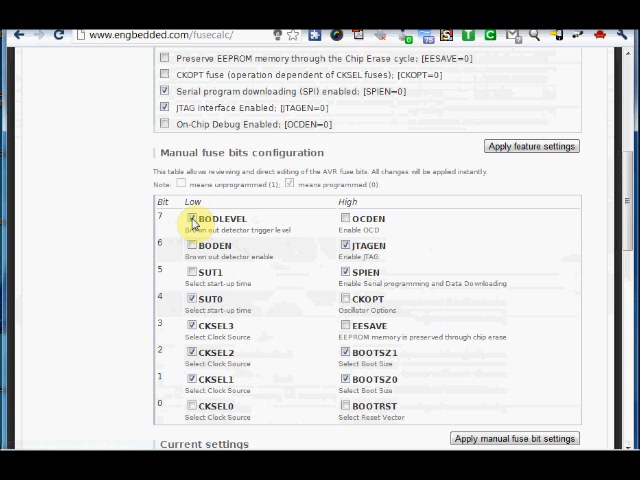 www.engbedded.com/fusecalc/
Preserve EEPROM memory through the Chip Erase cycle; [EESAVE=0]
CKOPT fuse (operation dependent of CKSEL fuses); [CKOPT=0]
Serial program downloading (SPI) enabled; [SPIEN=0]
JTAG Interface Enabled; [JTAGEN=0]
On-Chip Debug Enabled; [OCDEN=0]
Apply feature settings
Manual fuse bits configuration
This table allows reviewing and direct editing of the AVR fuse bits. All changes will be applied instantly.
Note: means unprogrammed (1); means programmed (0).
Bit Low High
7 BODLEVEL OCDEN
Brown out detector trigger level Enable OCD
6 BODEN JTAGEN
Brown out detector enable Enable JTAG
5 SUT1 SPIEN
Select start-up time Enable Serial programming and Data Downloading
4 SUT0 CKOPT
Select start-up time Oscillator Options
3 CKSEL3 EESAVE
Select Clock Source EEPROM memory is preserved through chip erase
2 CKSEL2 BOOTSZ1
Select Clock Source Select Boot Size
1 CKSEL1 BOOTSZ0
Select Clock Source Select Boot Size
0 CKSEL0 BOOTRST
Select Clock Source Select Reset Vector
Apply manual fuse bit settings
Current settings